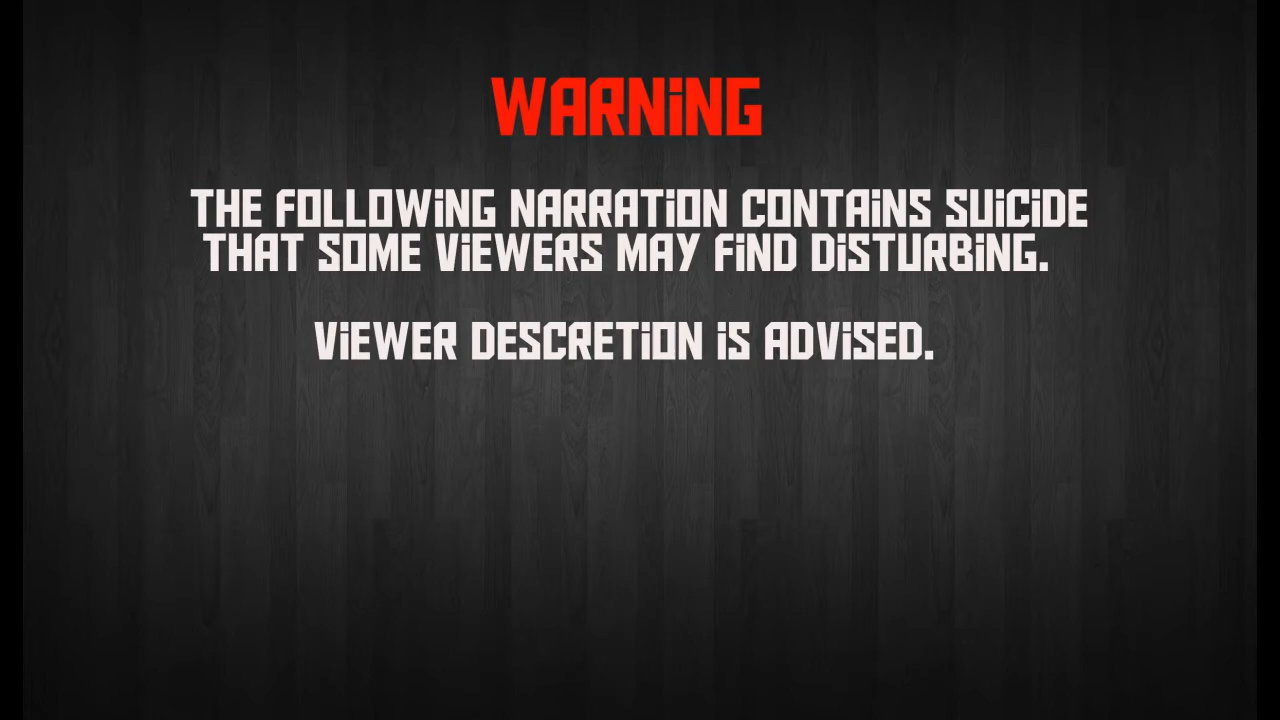 WARNING
THE FOLLOWING NARRATION CONTAINS SUICIDE
THAT SOME VIEWERS MAY FIND DISTURBING.
VIEWER DESCRETION IS ADVISED.